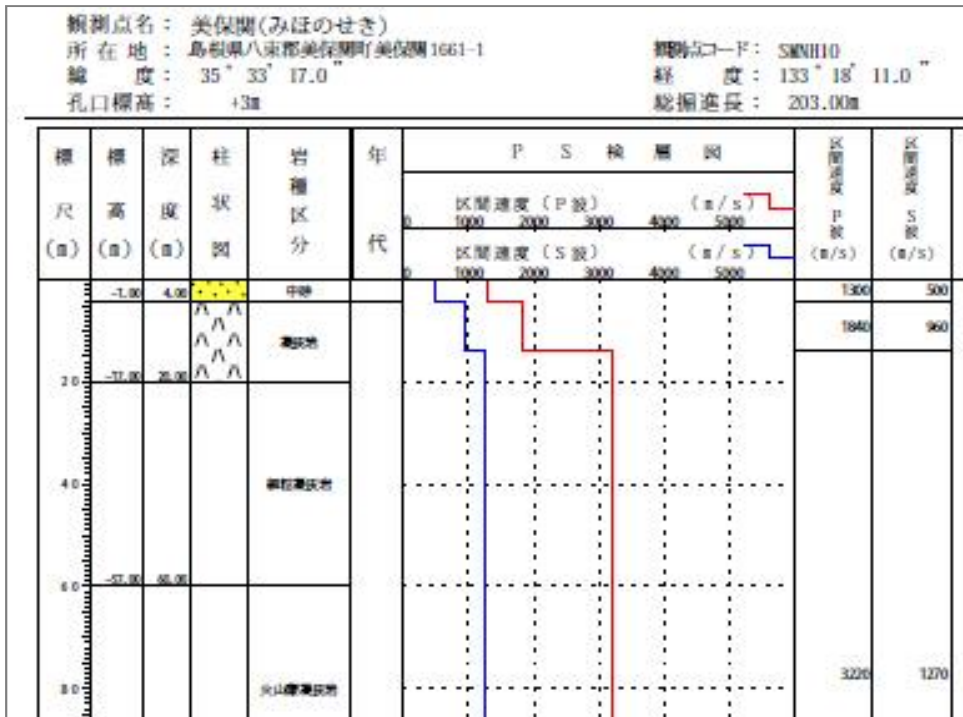 観測点名： 美保関(みほのせき)
所在地： 島根県八束郡美保関町美保関1661-1
観測点コード： SMNH10
緯度： 35° 33' 17.0"
経度： 133° 18' 11.0"
孔口標高： +3m
総掘進長： 203.00m
標尺(m)
標高(m)
深度(m)
柱状図
岩種区分
年代
PS検層図
区間速度(P波) (m/s)
0 1000 2000 3000 4000 5000
区間速度(S波) (m/s)
0 1000 2000 3000 4000 5000
区間速度 P波 (m/s)
区間速度 S波 (m/s)
-1.00 4.00 中砂 1300 500
凝灰岩 1840 960
20 -17.00 20.00
40 細粒凝灰岩
60 -57.00 60.00
3220 1270
80 火山礫凝灰岩